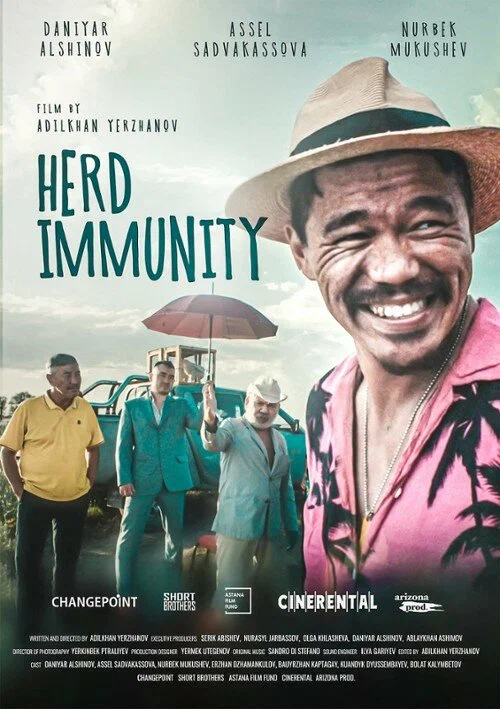 DANIYAR ALSHINOV
ASSEL SADVAKASSOVA
NURBEK MUKUSHEV
FILM BY
ADILKHAN YERZHANOV
HERD
IMMUNITY
CHANGEPOINT
SHORT BROTHERS
ASTANA FILM FUND
CINERENTAL
arizona prod.
WRITTEN AND DIRECTED BY ADILKHAN YERZHANOV EXECUTIVE PRODUCERS SERIK ABISHEV, NURASYL JARBASSOV, OLGA KHLASHEVA, DANIYAR ALSHINOV, ABLAYKHAN ASHIMOV
DIRECTOR OF PHOTOGRAPHY YERKINBEK PTRALIYEV PRODUCTION DESIGNER YERMEK UTEGENOV ORIGINAL MUSIC SANDRO DI STEFANO SOUND ENGINEER ILYA GARIYEV EDITED BY ADILKHAN YERZHANOV
CAST DANIYAR ALSHINOV, ASSEL SADVAKASSOVA, NURBEK MUKUSHEV, ERZHAN DZHAMANKULOV, BAUYRZHAN KAPTAGAY, KUANDYK DYUSSEMBAYEV, BOLAT KALYMBETOV
CHANGEPOINT SHORT BROTHERS ASTANA FILM FUND CINERENTAL ARIZONA PROD.